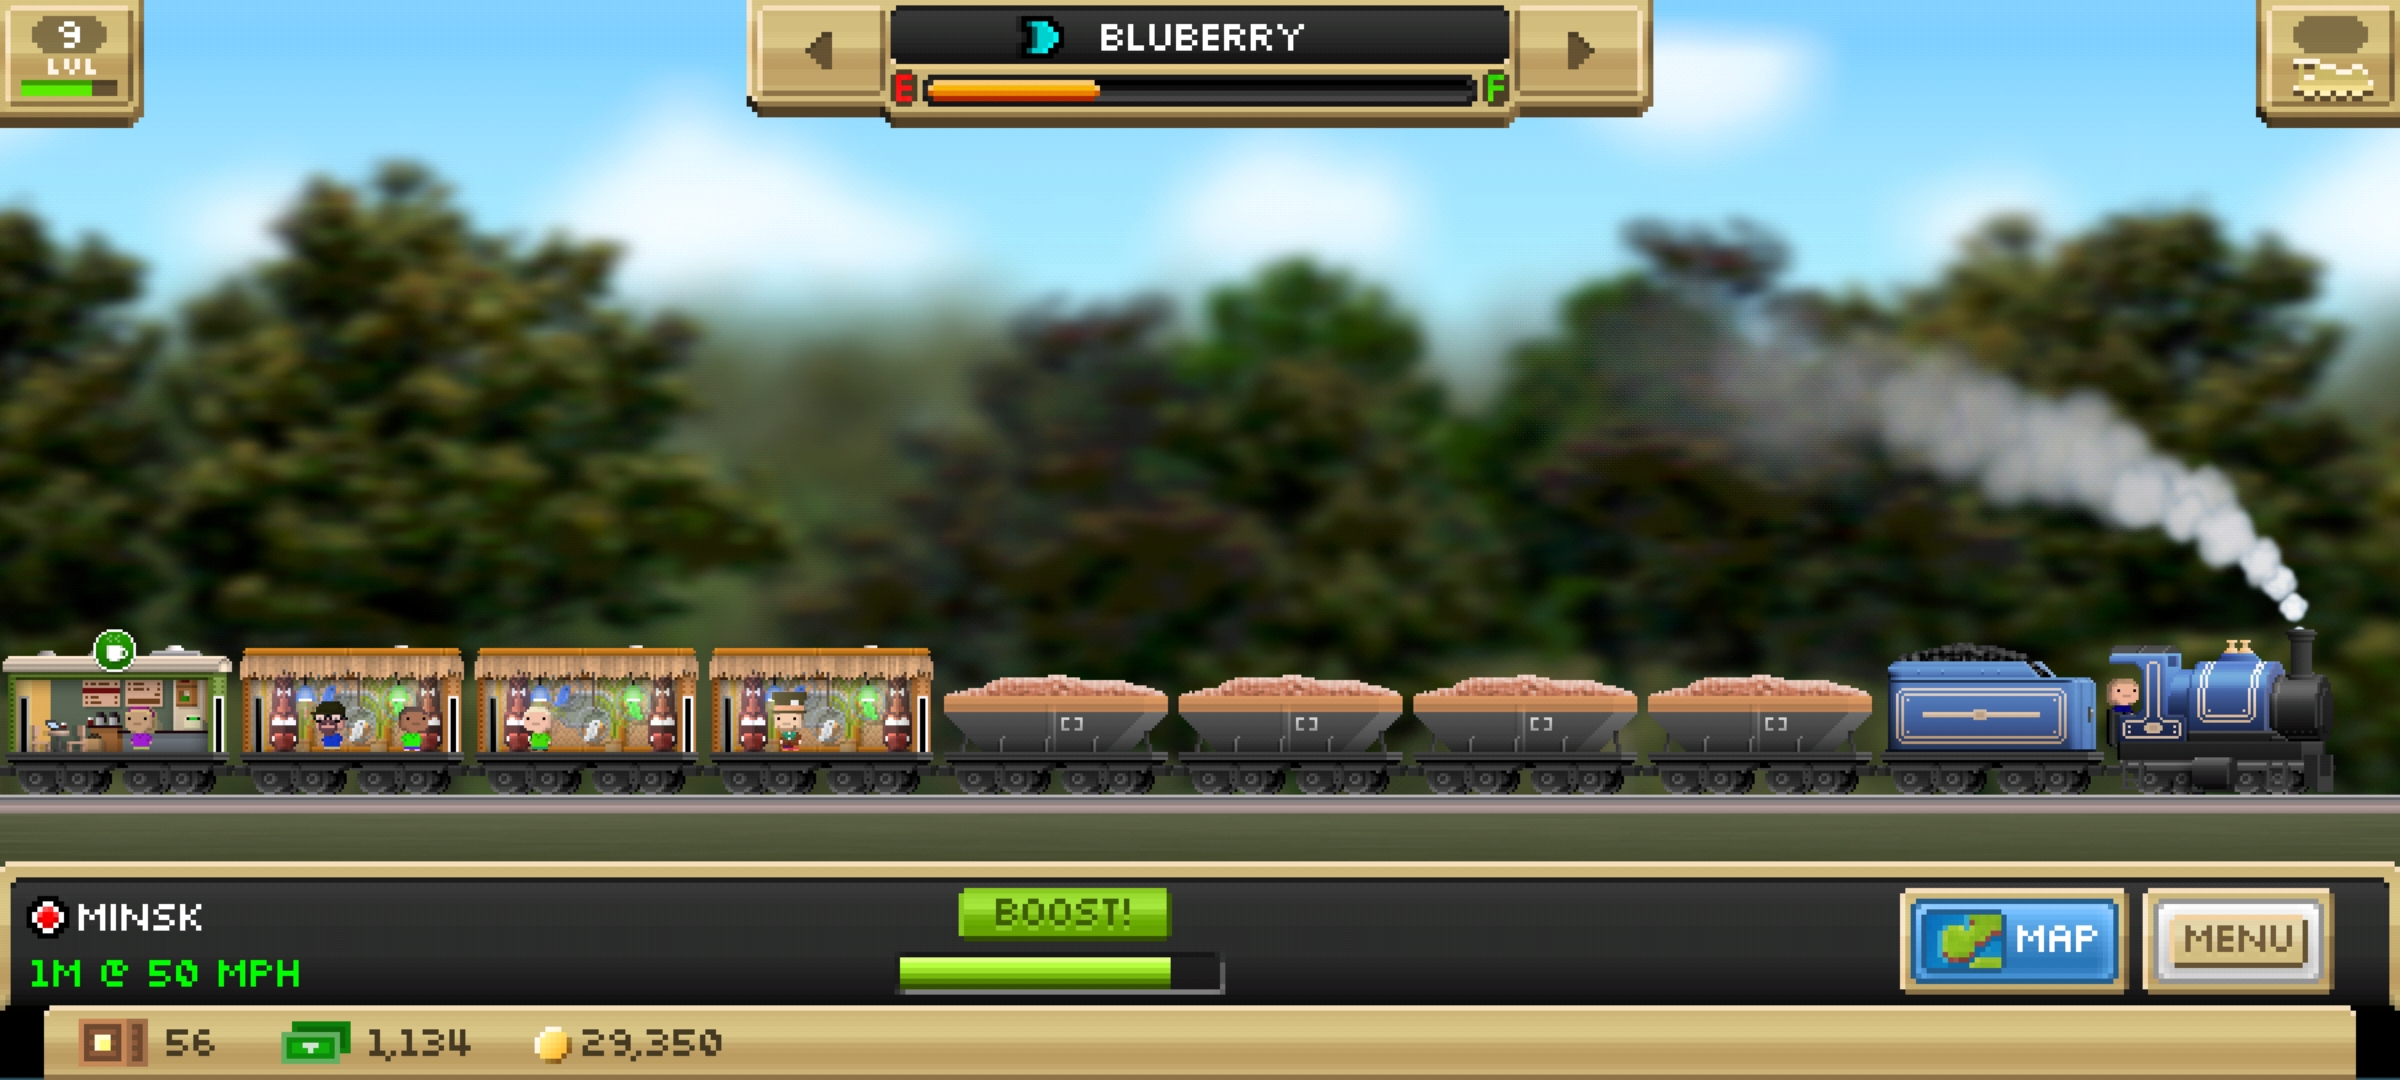 9
LVL
BLUBERRY
E F
MINSK
1M @ 50 MPH
BOOST!
MAP
MENU
56 1,134 29,350